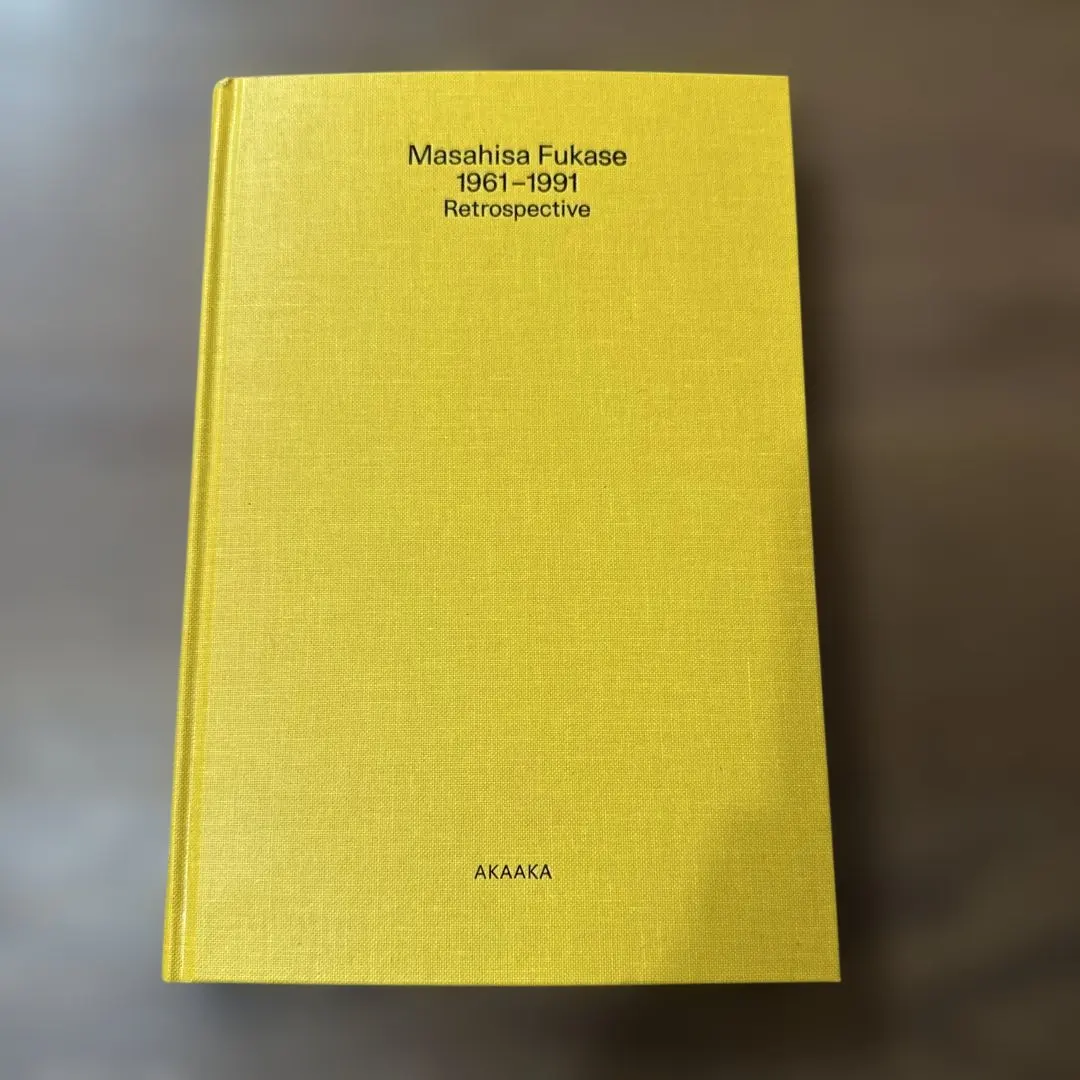 Masahisa Fukase
1961–1991
Retrospective
AKAAKA